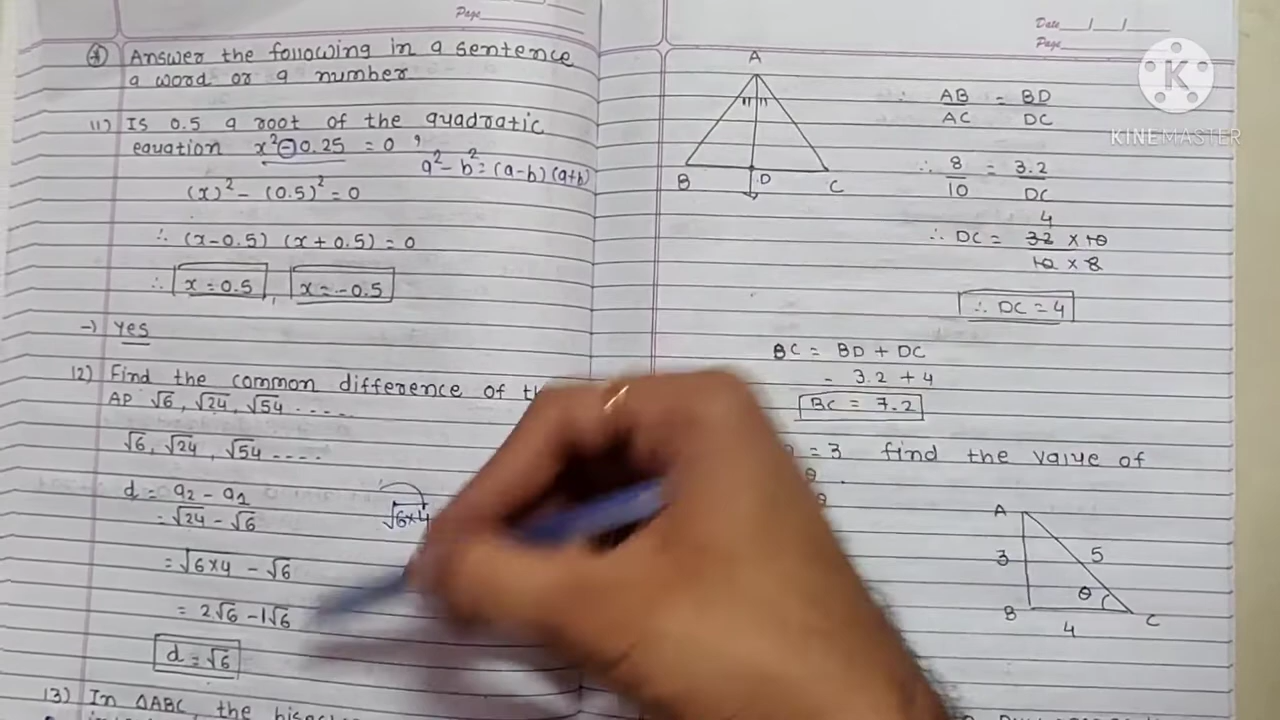 Page
(A) Answer the following in a sentence
a word or a number
11) Is 0.5 a root of the quadratic
equation x² - 0.25 = 0 ?
a² - b² = (a-b) (a+b)
(x)² - (0.5)² = 0
∴ (x-0.5) (x+0.5) = 0
∴ x = 0.5, x = -0.5
→ Yes
12) Find the common difference of
AP √6, √24, √54 .....
√6, √24, √54 ....
d = a₂ - a₁
= √24 - √6
√6×4
= √6×4 - √6
= 2√6 - 1√6
d = √6
13) In ΔABC, the
Date / /
Page
A
B D C
∴ AB/AC = BD/DC
∴ 8/10 = 3.2/DC
4
∴ DC = 32 × 10 / 10 × 8
∴ DC = 4
BC = BD + DC
- 3.2 + 4
BC = 7.2
= 3 find the value of
θ
θ
A
3 5
θ
B C
4
KINEMASTER